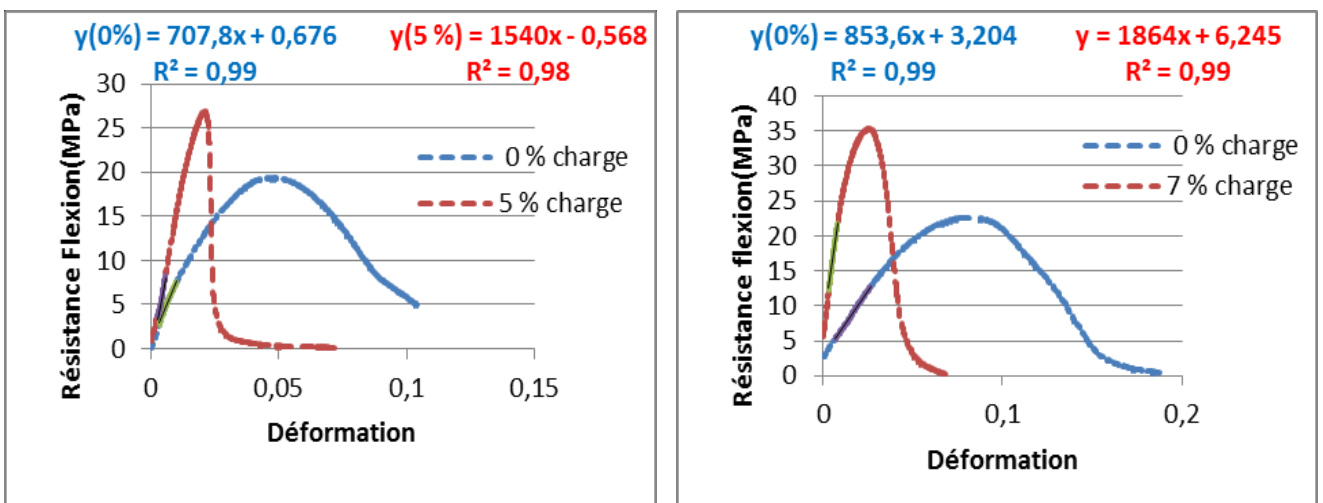 y(0%) = 707,8x + 0,676 y(5 %) = 1540x - 0,568
R² = 0,99 R² = 0,98
Résistance Flexion(MPa)
30
25
20
15
10
5
0
0 % charge
5 % charge
0 0,05 0,1 0,15
Déformation
y(0%) = 853,6x + 3,204 y = 1864x + 6,245
R² = 0,99 R² = 0,99
Résistance flexion(MPa)
40
35
30
25
20
15
10
5
0
0 % charge
7 % charge
0 0,1 0,2
Déformation